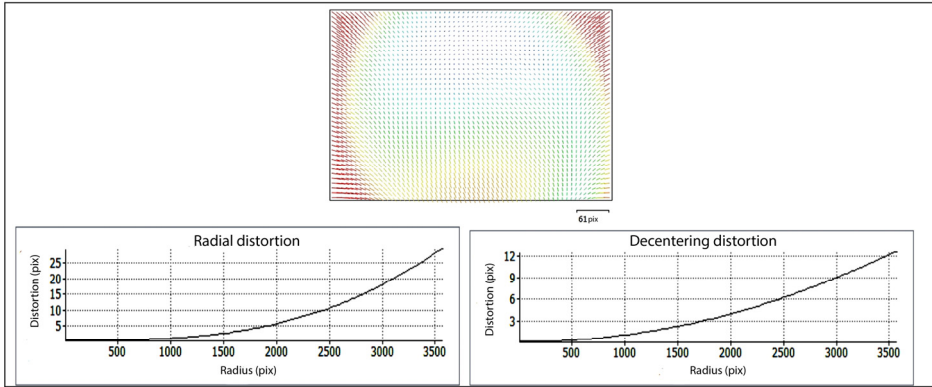 61 pix
Radial distortion
Distortion (pix)
25
20
15
10
5
500 1000 1500 2000 2500 3000 3500
Radius (pix)
Decentering distortion
Distortion (pix)
12
9
6
3
500 1000 1500 2000 2500 3000 3500
Radius (pix)